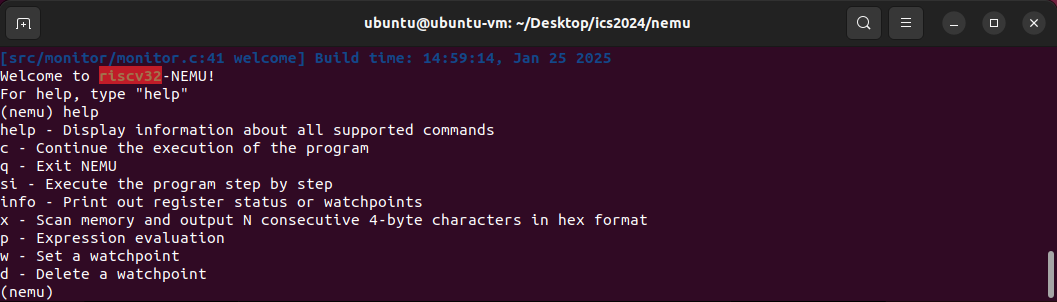 ubuntu@ubuntu-vm: ~/Desktop/ics2024/nemu
[src/monitor/monitor.c:41 welcome] Build time: 14:59:14, Jan 25 2025
Welcome to riscv32-NEMU!
For help, type "help"
(nemu) help
help - Display information about all supported commands
c - Continue the execution of the program
q - Exit NEMU
si - Execute the program step by step
info - Print out register status or watchpoints
x - Scan memory and output N consecutive 4-byte characters in hex format
p - Expression evaluation
w - Set a watchpoint
d - Delete a watchpoint
(nemu)